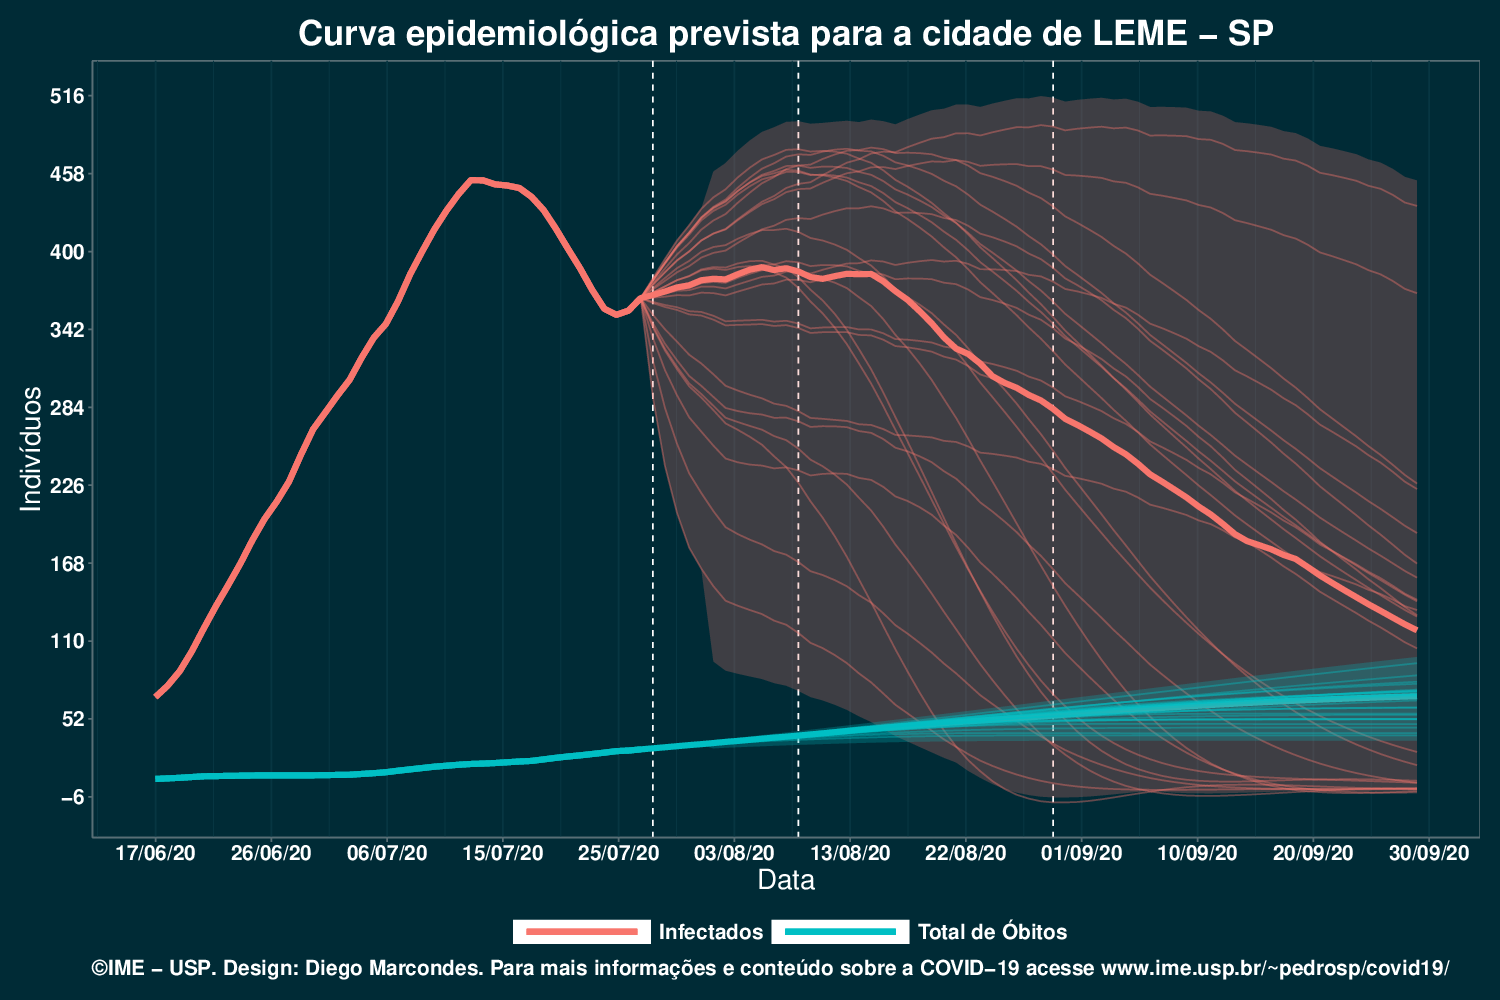 Curva epidemiológica prevista para a cidade de LEME − SP
Indivíduos
516
458
400
342
284
226
168
110
52
−6
17/06/20 26/06/20 06/07/20 15/07/20 25/07/20 03/08/20 13/08/20 22/08/20 01/09/20 10/09/20 20/09/20 30/09/20
Data
Infectados Total de Óbitos
©IME − USP. Design: Diego Marcondes. Para mais informações e conteúdo sobre a COVID−19 acesse www.ime.usp.br/~pedrosp/covid19/